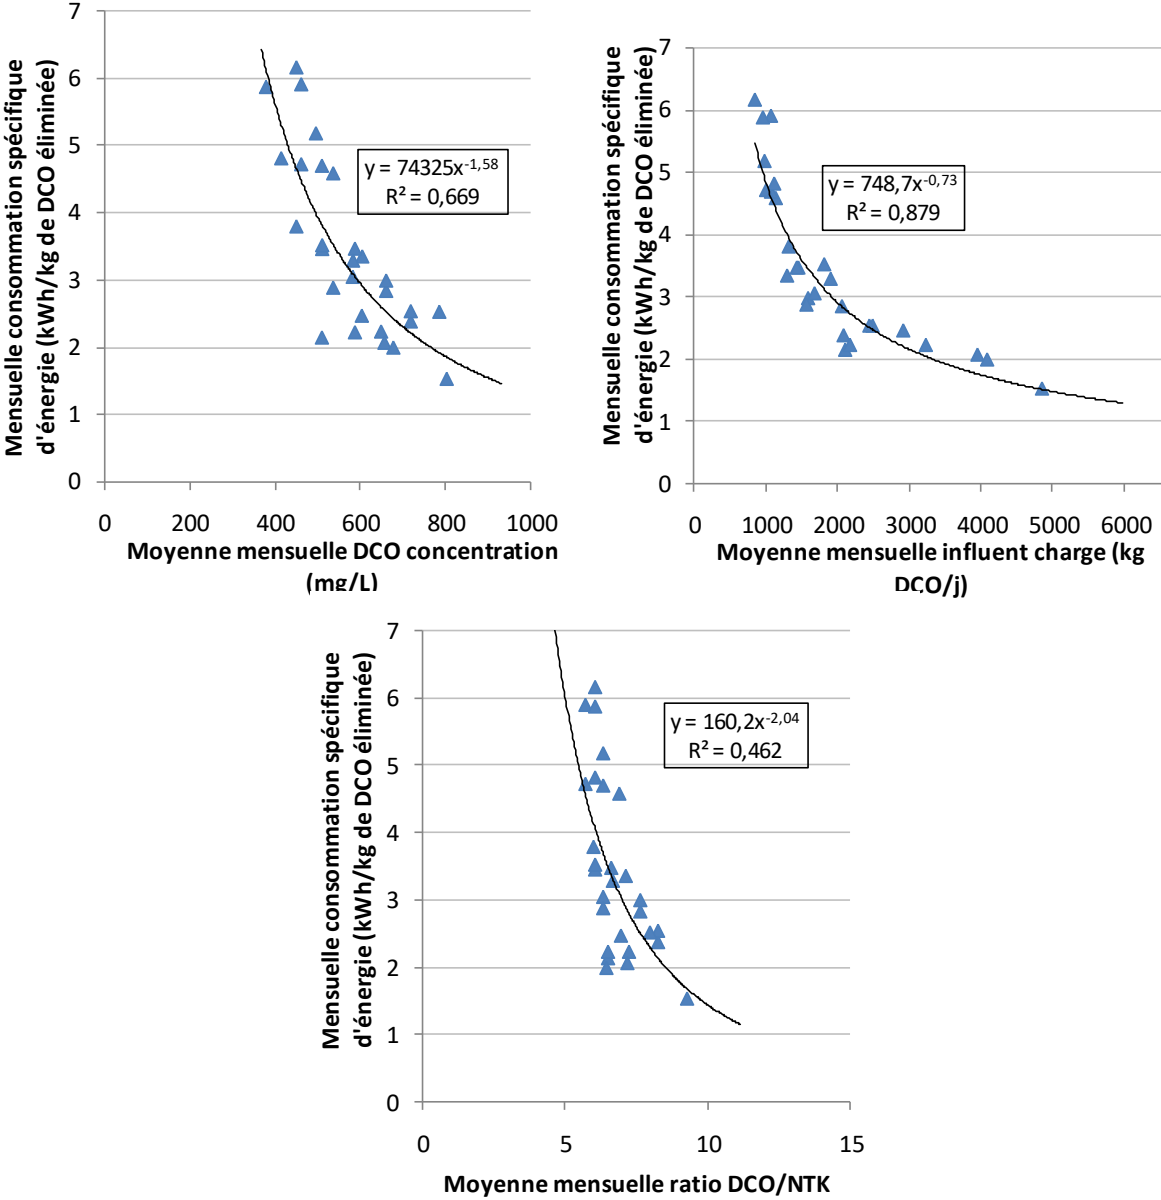 Mensuelle consommation spécifique
d'énergie (kWh/kg de DCO éliminée)
7
6
5
4
3
2
1
0
y = 74325x^-1,58
R² = 0,669
0 200 400 600 800 1000
Moyenne mensuelle DCO concentration
(mg/L)
Mensuelle consommation spécifique
d'énergie (kWh/kg de DCO éliminée)
7
6
5
4
3
2
1
0
y = 748,7x^-0,73
R² = 0,879
0 1000 2000 3000 4000 5000 6000
Moyenne mensuelle influent charge (kg
DCO/j)
Mensuelle consommation spécifique
d'énergie (kWh/kg de DCO éliminée)
7
6
5
4
3
2
1
0
y = 160,2x^-2,04
R² = 0,462
0 5 10 15
Moyenne mensuelle ratio DCO/NTK